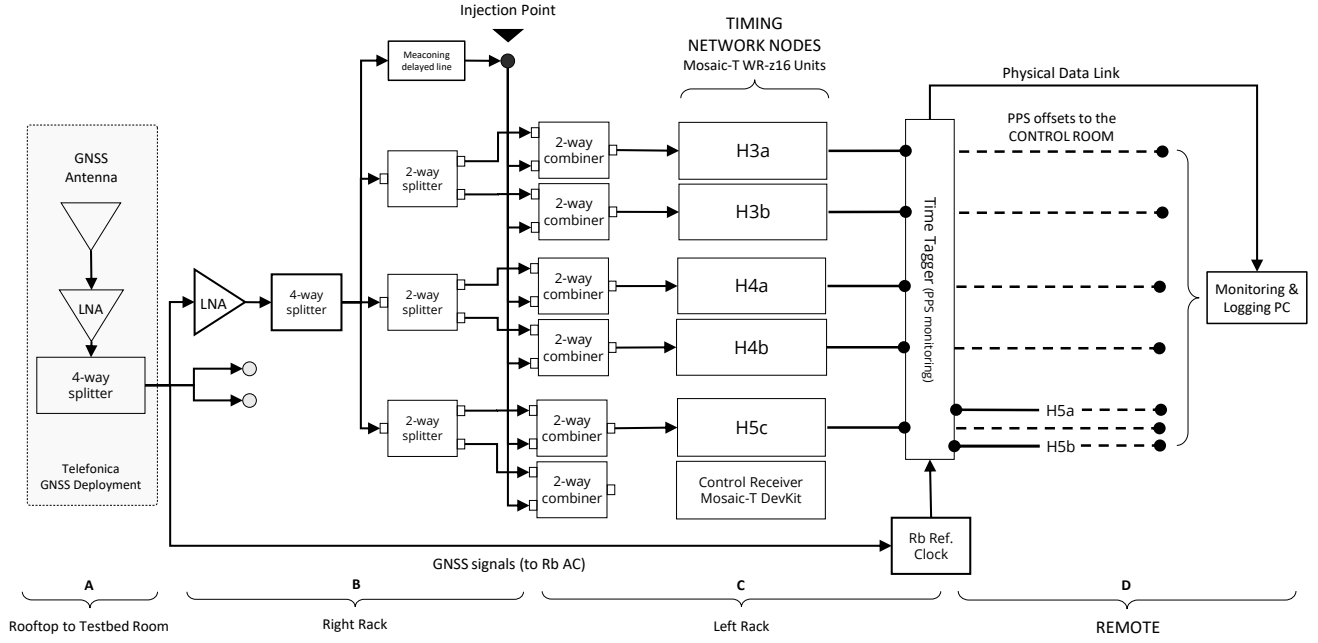 Injection Point
TIMING
NETWORK NODES
Mosaic-T WR-z16 Units
Physical Data Link
PPS offsets to the
CONTROL ROOM
Meaconing
delayed line
GNSS
Antenna
LNA
4-way
splitter
Telefonica
GNSS Deployment
LNA
4-way
splitter
2-way
splitter
2-way
splitter
2-way
splitter
2-way
combiner
2-way
combiner
2-way
combiner
2-way
combiner
2-way
combiner
2-way
combiner
H3a
H3b
H4a
H4b
H5c
Control Receiver
Mosaic-T DevKit
Time Tagger (PPS monitoring)
H5a
H5b
Monitoring &
Logging PC
Rb Ref.
Clock
GNSS signals (to Rb AC)
A
B
C
D
Rooftop to Testbed Room
Right Rack
Left Rack
REMOTE